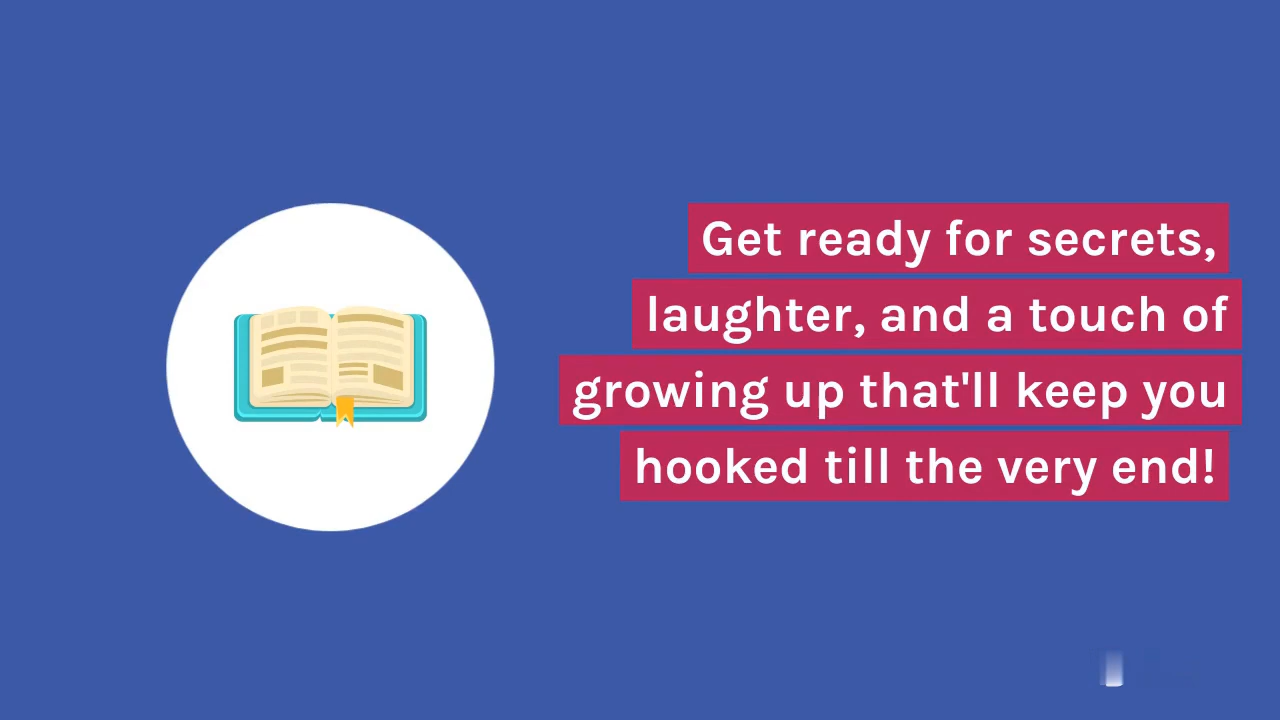 Get ready for secrets,
laughter, and a touch of
growing up that'll keep you
hooked till the very end!